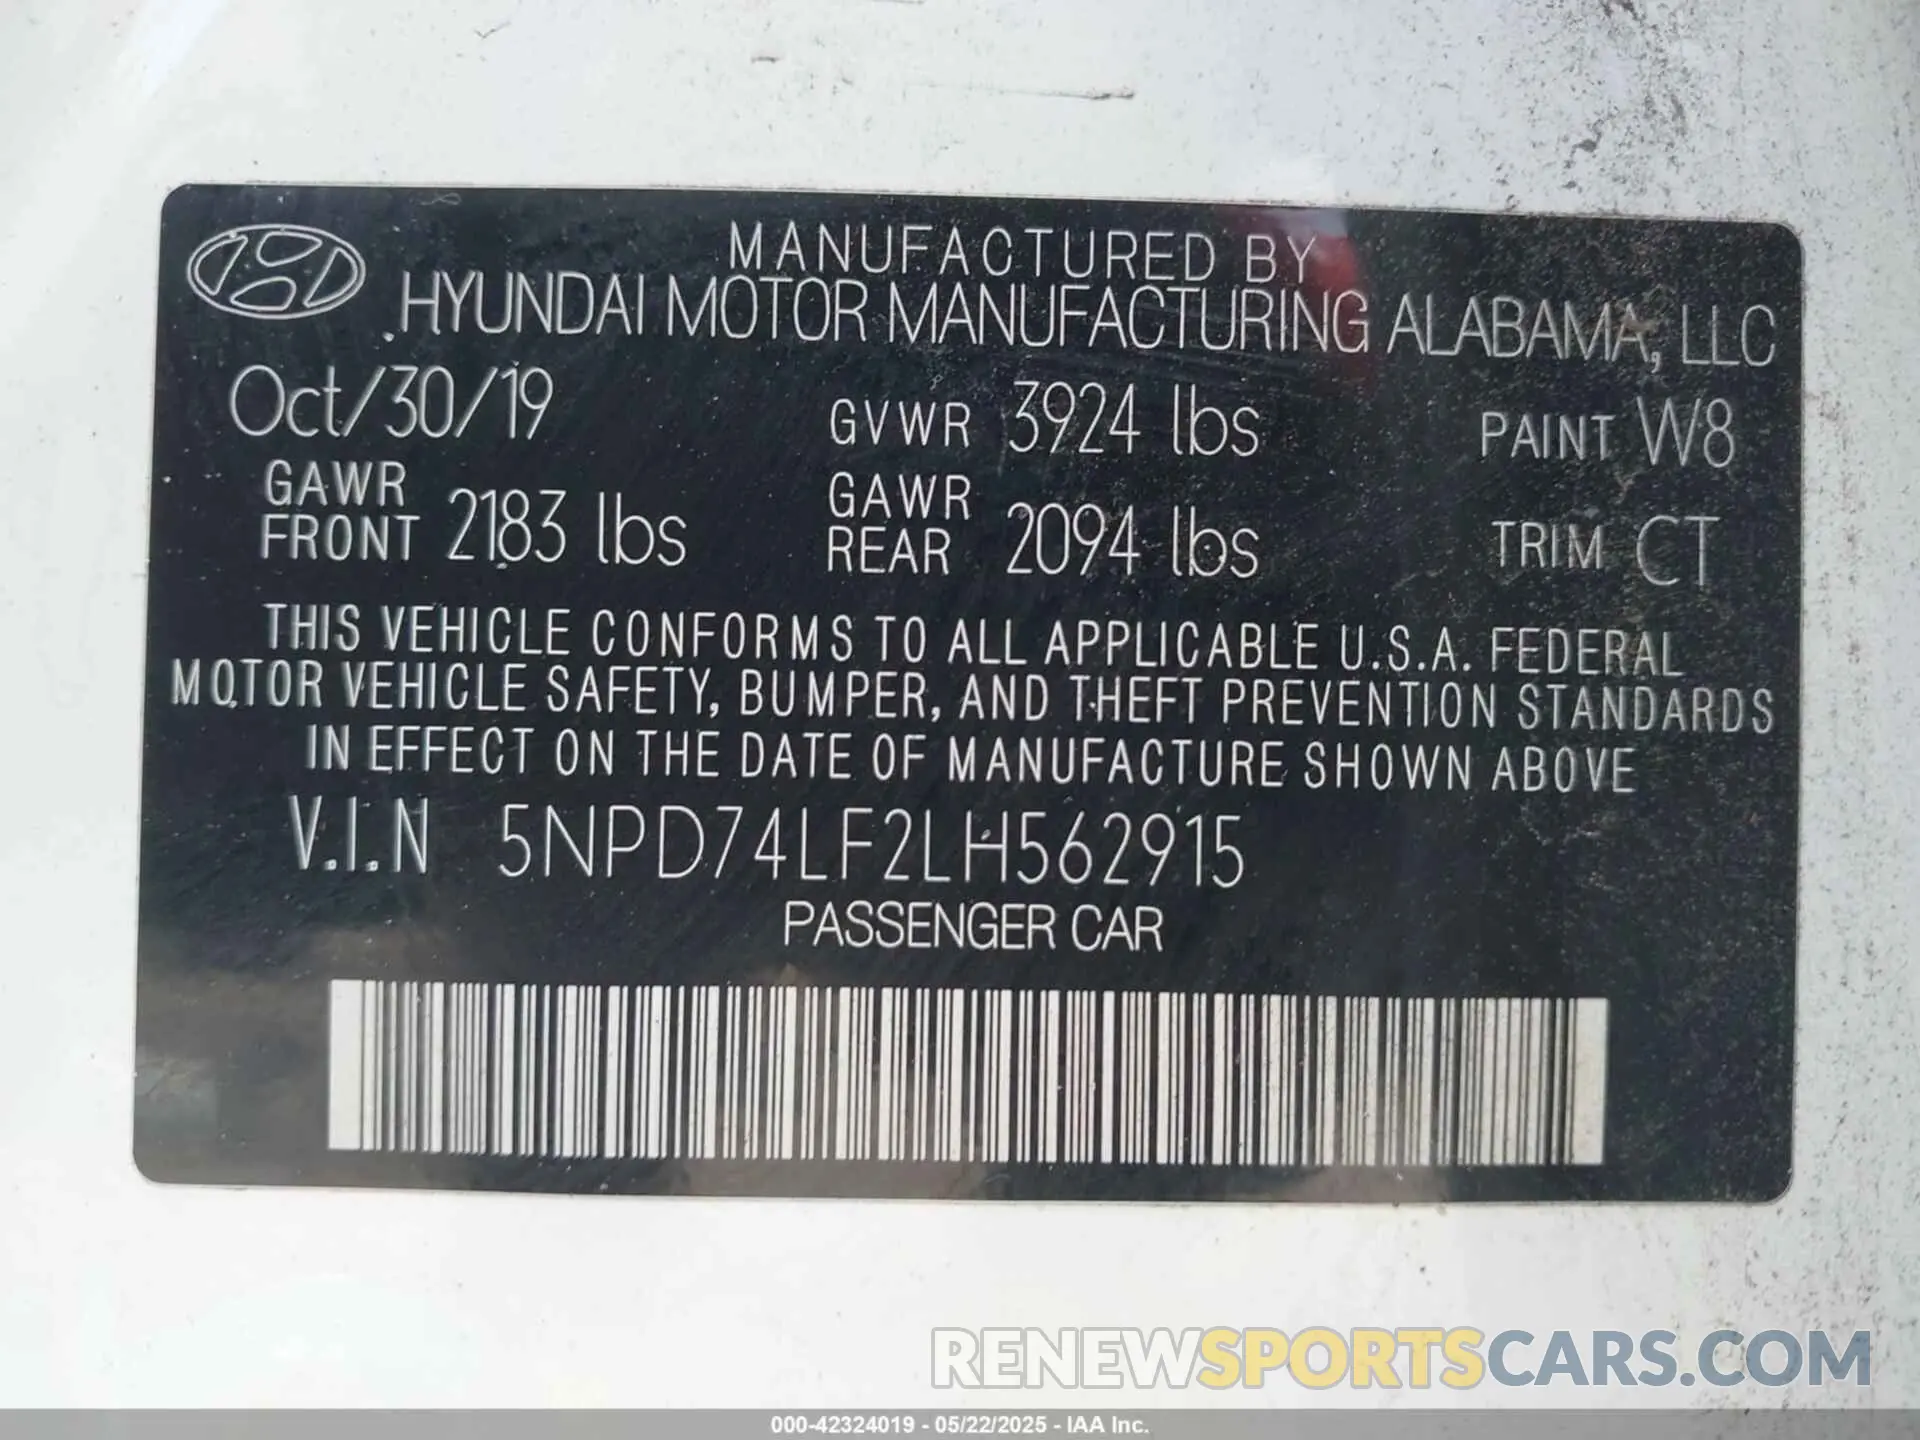 MANUFACTURED BY
HYUNDAI MOTOR MANUFACTURING ALABAMA, LLC
Oct/30/19 GVWR 3924 lbs PAINT W8
GAWR FRONT 2183 lbs GAWR REAR 2094 lbs TRIM CT
THIS VEHICLE CONFORMS TO ALL APPLICABLE U.S.A. FEDERAL
MOTOR VEHICLE SAFETY, BUMPER, AND THEFT PREVENTION STANDARDS
IN EFFECT ON THE DATE OF MANUFACTURE SHOWN ABOVE
V.I.N 5NPD74LF2LH562915
PASSENGER CAR
RENEWSPORTSCARS.COM
000-42324019 - 05/22/2025 - IAA Inc.